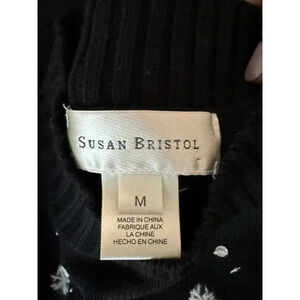 SUSAN BRISTOL
M
MADE IN CHINA
FABRIQUE AUX
LA CHINE
HECHO EN CHINE